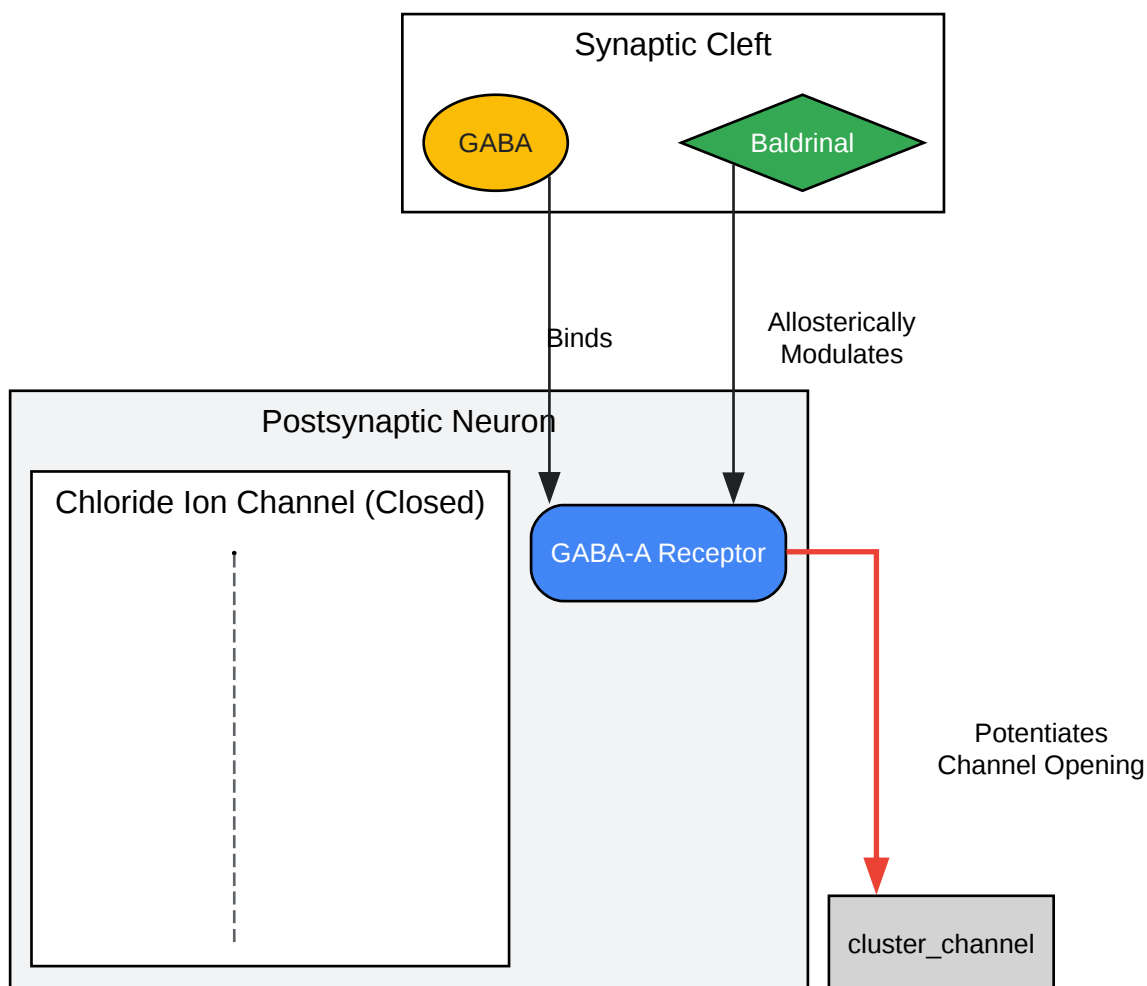 Synaptic Cleft
GABA
Baldrinal
Binds
Allosterically
Modulates
Postsynaptic Neuron
Chloride Ion Channel (Closed)
GABA-A Receptor
Potentiates
Channel Opening
cluster_channel